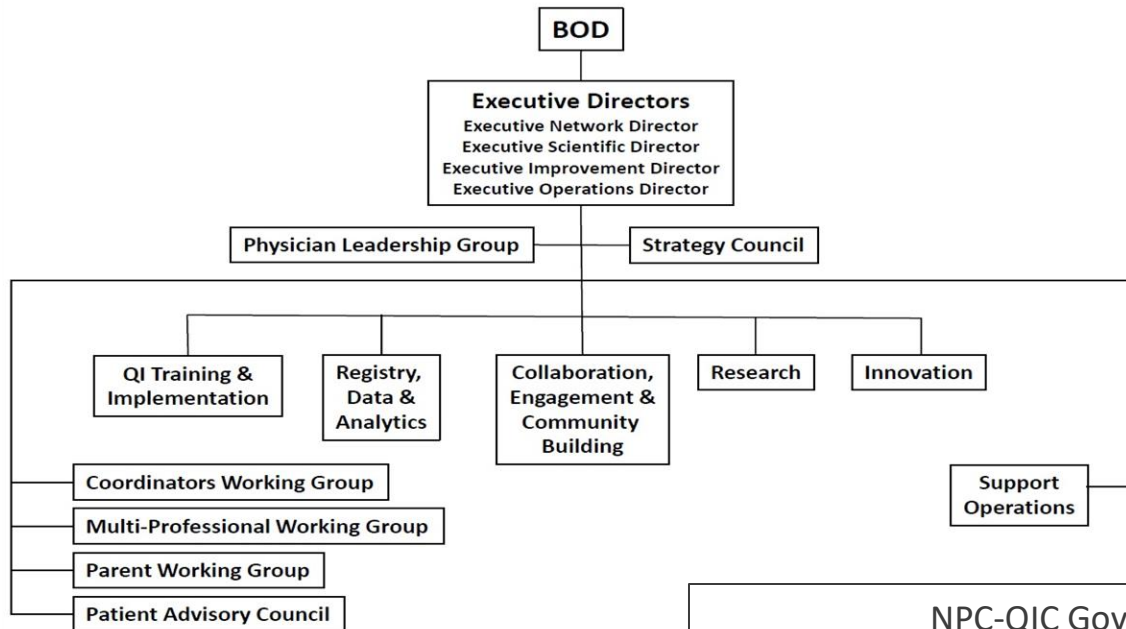 BOD
Executive Directors
Executive Network Director
Executive Scientific Director
Executive Improvement Director
Executive Operations Director
Physician Leadership Group
Strategy Council
QI Training &
Implementation
Registry,
Data &
Analytics
Collaboration,
Engagement &
Community
Building
Research
Innovation
Coordinators Working Group
Multi-Professional Working Group
Parent Working Group
Patient Advisory Council
Support
Operations
NPC-QIC Gov